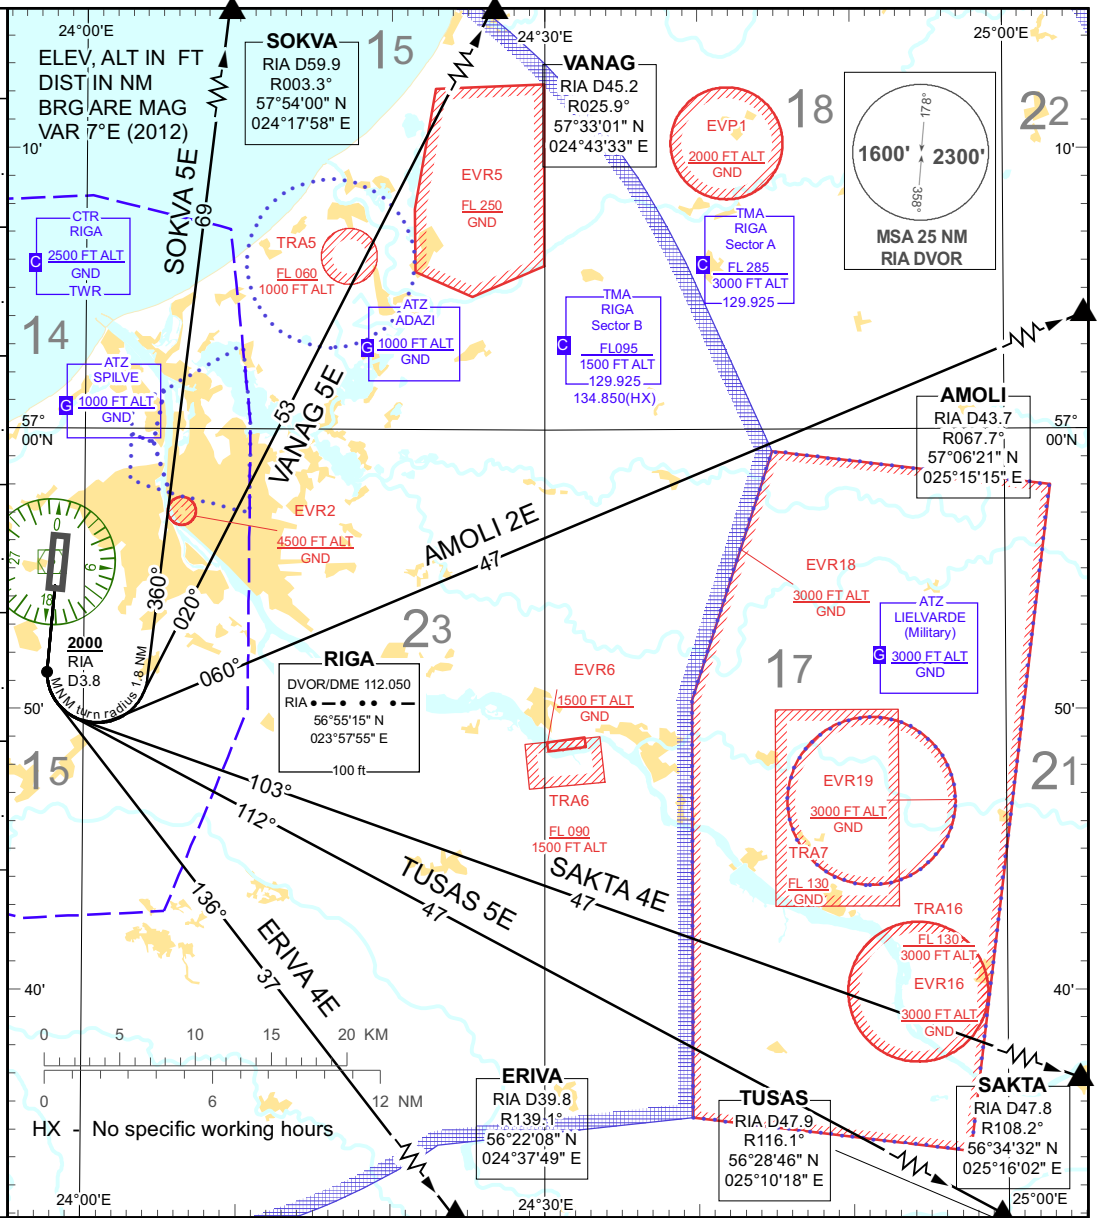 24°00'E
24°30'E
25°00'E
ELEV, ALT IN FT
DIST IN NM
BRG ARE MAG
VAR 7°E (2012)
SOKVA
RIA D59.9
R003.3°
57°54'00" N
024°17'58" E
15
VANAG
RIA D45.2
R025.9°
57°33'01" N
024°43'33" E
18
22
EVP1
2000 FT ALT
GND
178°
1600' 2300'
358°
MSA 25 NM
RIA DVOR
10'
10'
EVR5
FL 250
GND
SOKVA 5E
69
CTR
RIGA
C
2500 FT ALT
GND
TWR
TRA5
FL 060
1000 FT ALT
TMA
RIGA
Sector A
C
FL 285
3000 FT ALT
129.925
TMA
RIGA
Sector B
C
FL095
1500 FT ALT
129.925
134.850(HX)
ATZ
ADAZI
G
1000 FT ALT
GND
14
ATZ
SPILVE
G
1000 FT ALT
GND
53
VANAG 5E
AMOLI
RIA D43.7
R067.7°
57°06'21" N
025°15'15" E
57°
00'N
57°
00'N
EVR2
4500 FT ALT
GND
AMOLI 2E
47
0
9
18
27
EVR18
3000 FT ALT
GND
360°
020°
060°
23
ATZ
LIELVARDE
(Military)
G
3000 FT ALT
GND
2000
RIA
D3.8
MNM turn radius 1.8 NM
RIGA
DVOR/DME 112.050
RIA
56°55'15" N
023°57'55" E
100 ft
EVR6
1500 FT ALT
GND
17
50'
50'
15
21
TRA6
FL 090
1500 FT ALT
EVR19
3000 FT ALT
GND
TRA7
FL 130
GND
103°
112°
136°
SAKTA 4E
47
TUSAS 5E
47
ERIVA 4E
37
TRA16
FL 130
3000 FT ALT
EVR16
3000 FT ALT
GND
40'
40'
0 5 10 15 20 KM
0 6 12 NM
HX - No specific working hours
ERIVA
RIA D39.8
R139.1°
56°22'08" N
024°37'49" E
TUSAS
RIA D47.9
R116.1°
56°28'46" N
025°10'18" E
SAKTA
RIA D47.8
R108.2°
56°34'32" N
025°16'02" E
24°00'E
24°30'E
25°00'E